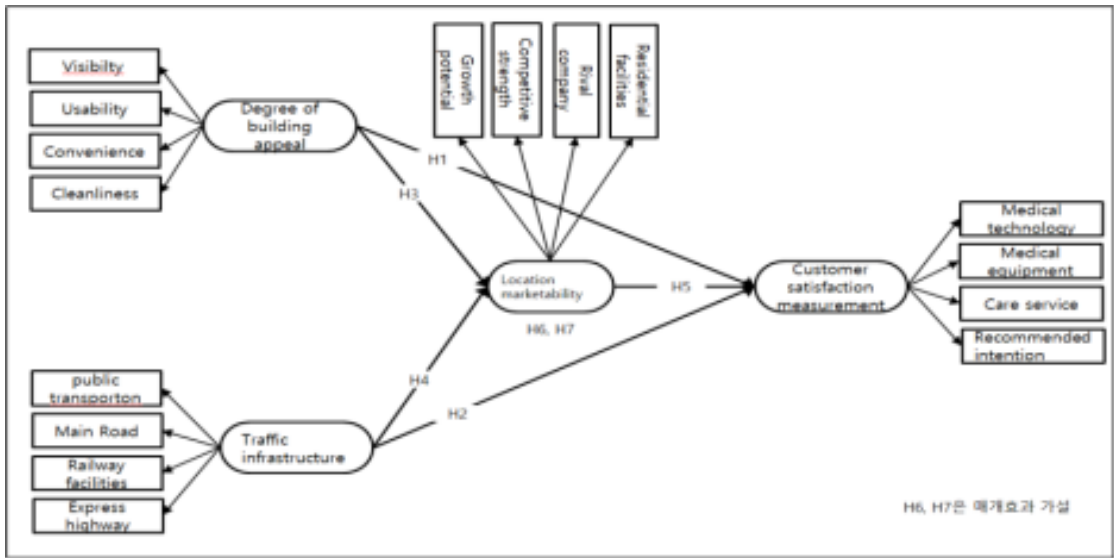 Visibilty
Usability
Convenience
Cleanliness
Degree of
building
appeal
Growth
potential
Competitive
strength
Rival
company
Residential
facilities
H1
H3
Location
marketability
H6, H7
H5
Customer
satisfaction
measurement
Medical
technology
Medical
equipment
Care service
Recommended
intention
H4
H2
public
transporton
Main Road
Railway
facilities
Express
highway
Traffic
infrastructure
H6, H7은 매개효과 가설